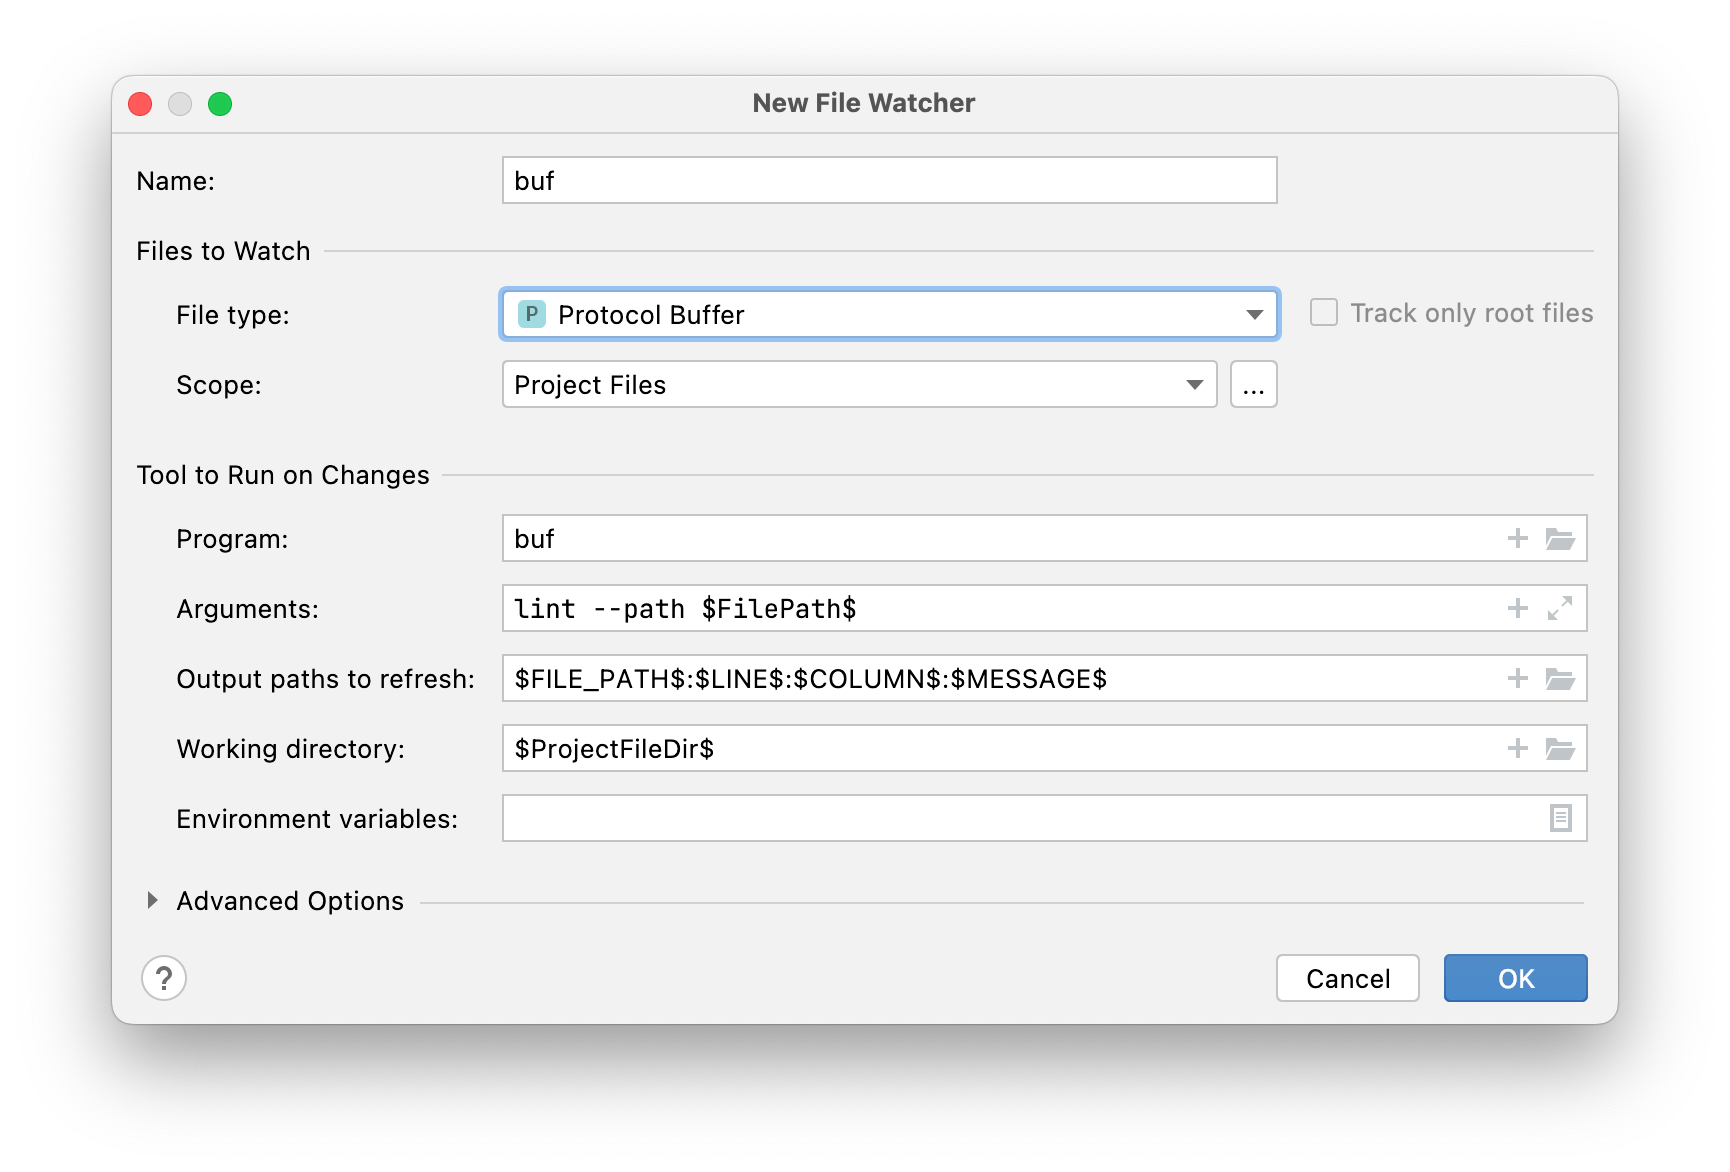 New File Watcher
Name: buf
Files to Watch
File type: P Protocol Buffer Track only root files
Scope: Project Files ...
Tool to Run on Changes
Program: buf
Arguments: lint --path $FilePath$
Output paths to refresh: $FILE_PATH$:$LINE$:$COLUMN$:$MESSAGE$
Working directory: $ProjectFileDir$
Environment variables:
Advanced Options
? Cancel OK